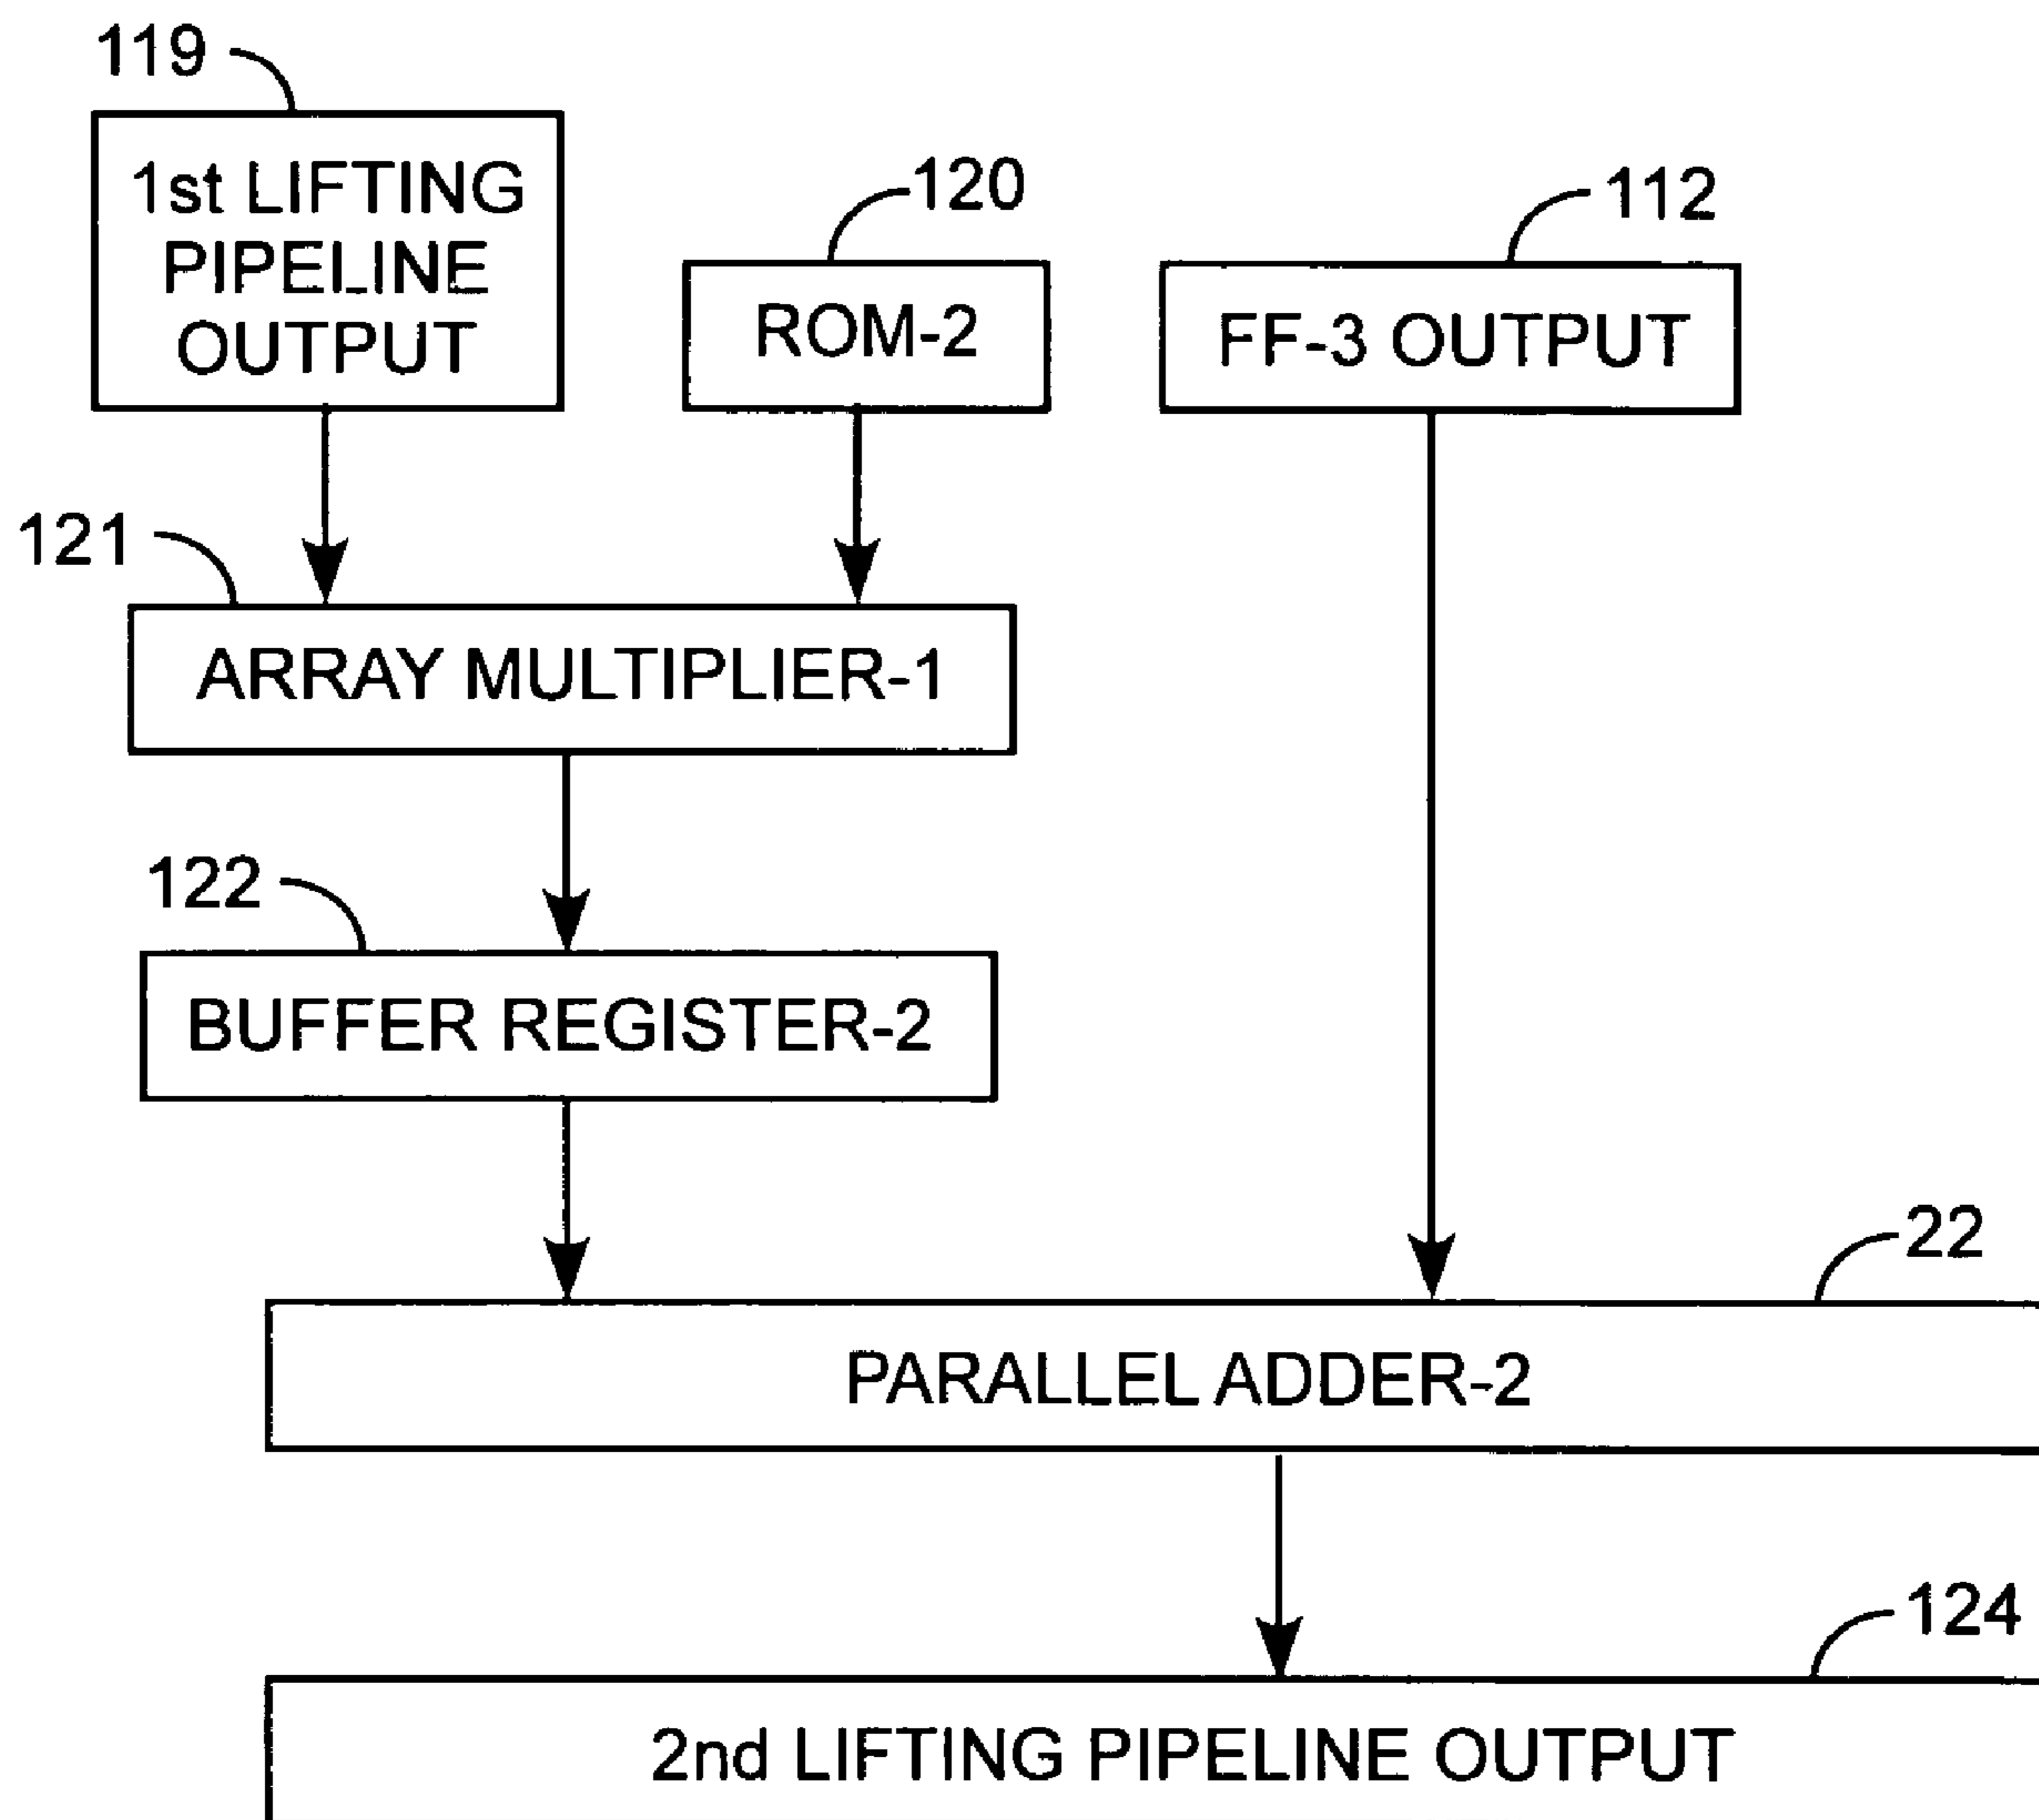 119
1st LIFTING
PIPELINE
OUTPUT
120
ROM-2
112
FF-3 OUTPUT
121
ARRAY MULTIPLIER-1
122
BUFFER REGISTER-2
22
PARALLEL ADDER-2
124
2nd LIFTING PIPELINE OUTPUT